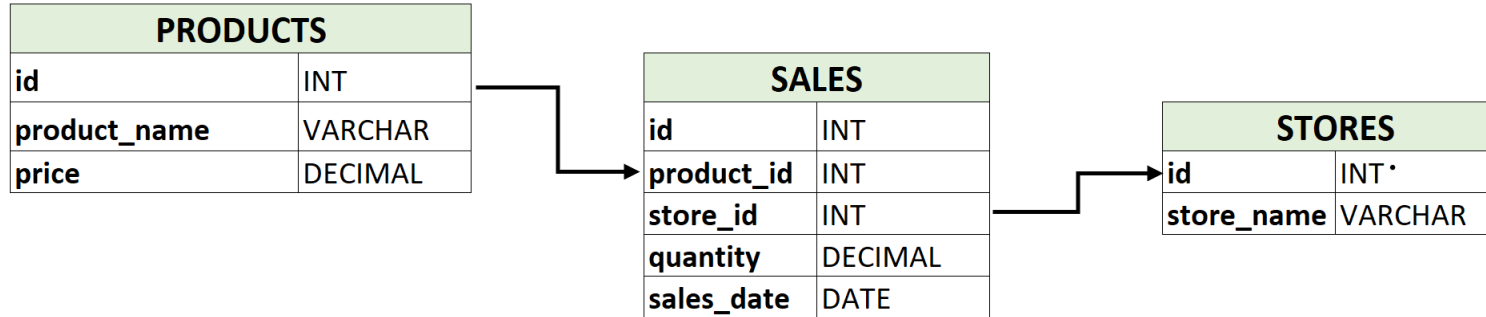 PRODUCTS
id INT
product_name VARCHAR
price DECIMAL
SALES
id INT
product_id INT
store_id INT
quantity DECIMAL
sales_date DATE
STORES
id INT
store_name VARCHAR